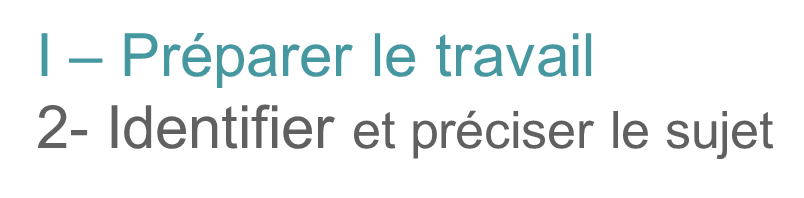 I – Préparer le travail
2- Identifier et préciser le sujet